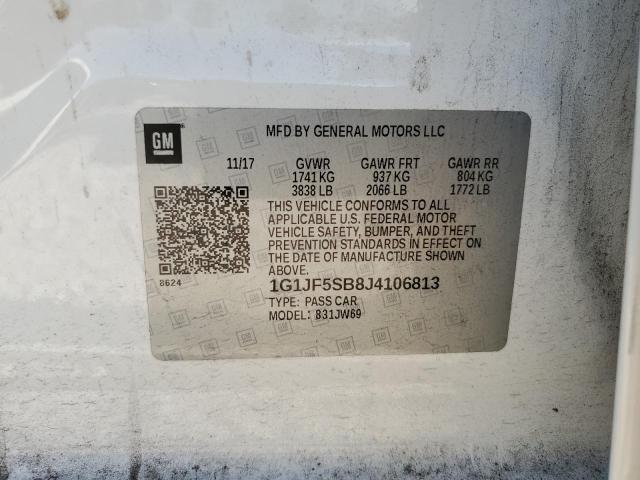 GM
MFD BY GENERAL MOTORS LLC
11/17 GVWR GAWR FRT GAWR RR
1741 KG 937 KG 804 KG
3838 LB 2066 LB 1772 LB
THIS VEHICLE CONFORMS TO ALL
APPLICABLE U.S. FEDERAL MOTOR
VEHICLE SAFETY, BUMPER, AND THEFT
PREVENTION STANDARDS IN EFFECT ON
THE DATE OF MANUFACTURE SHOWN
ABOVE.
8624
1G1JF5SB8J4106813
TYPE: PASS CAR
MODEL: 831JW69